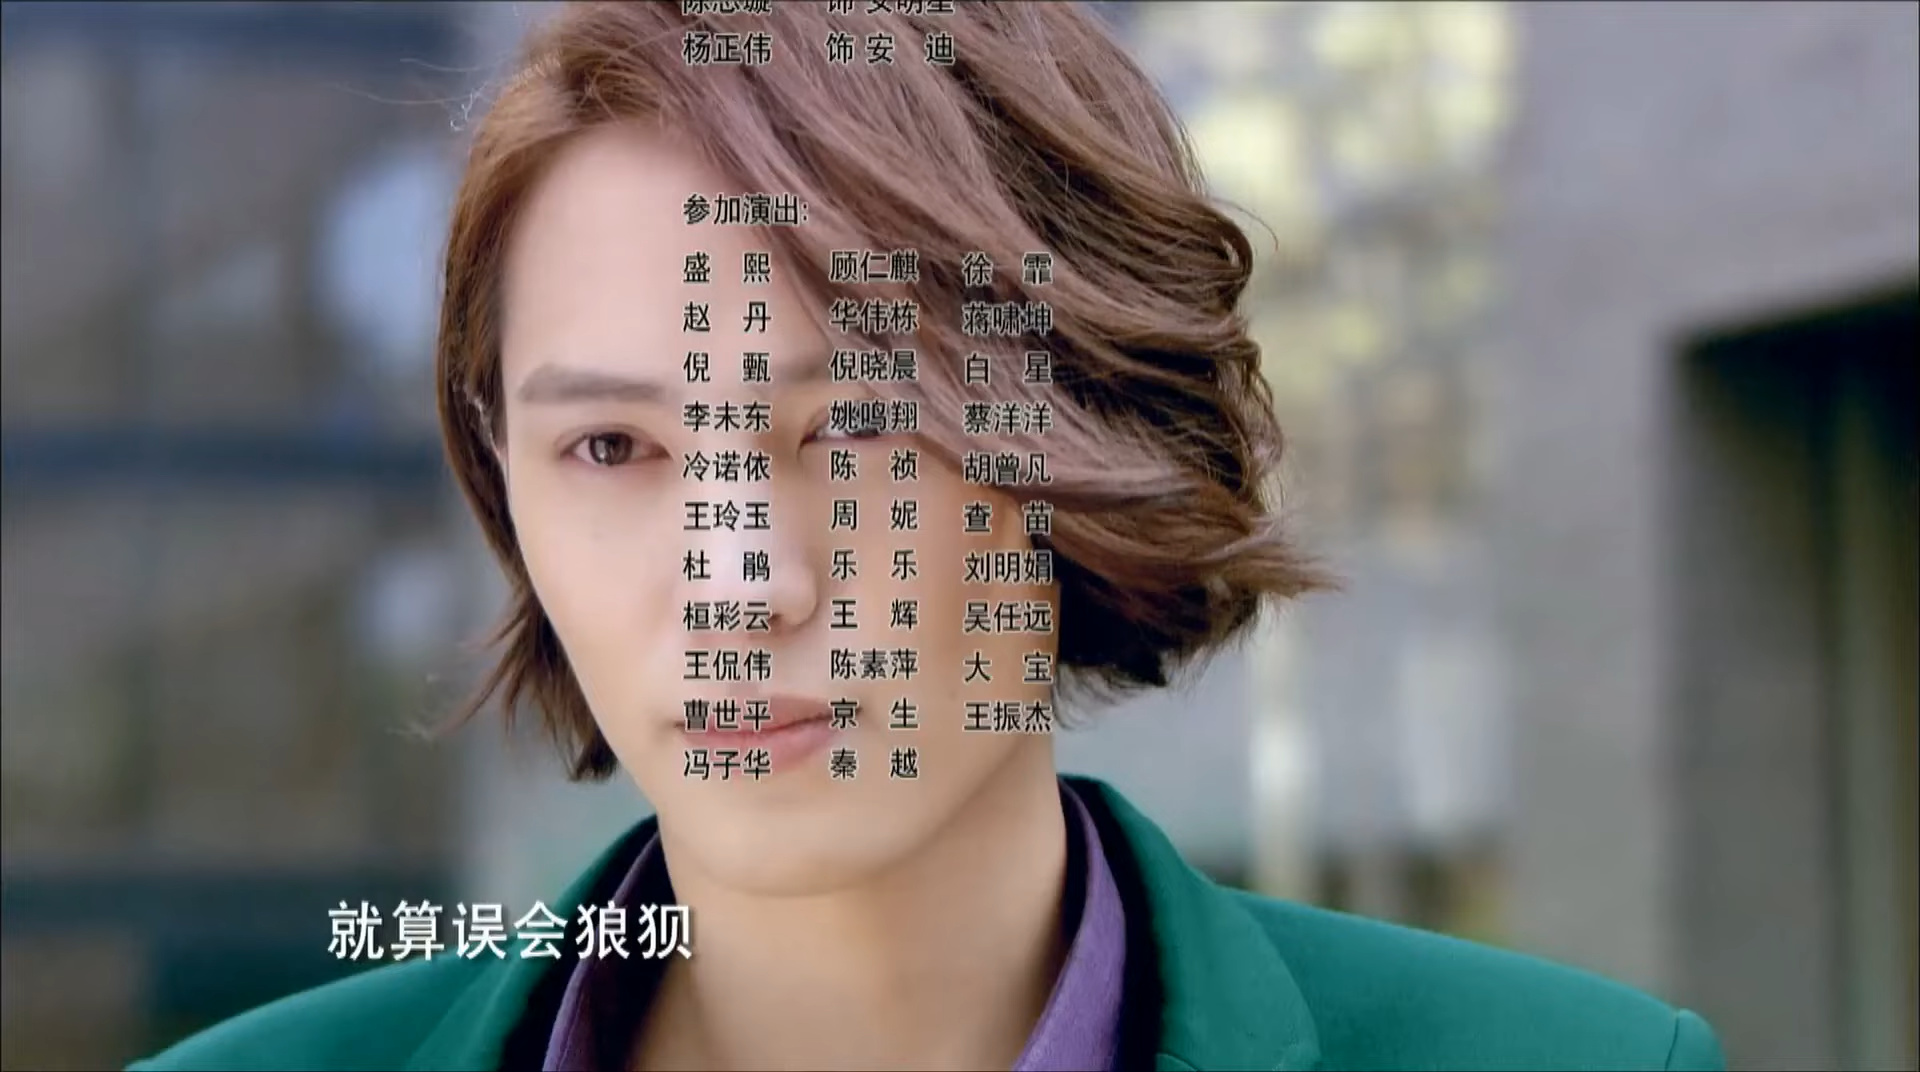 杨正伟 饰 安 迪
参加演出:
盛 熙 顾仁麒 徐 霏
赵 丹 华伟栋 蒋啸坤
倪 甄 倪晓晨 白 星
李未东 姚鸣翔 蔡洋洋
冷诺依 陈 祯 胡曾凡
王玲玉 周 妮 查 苗
杜 鹃 乐 乐 刘明娟
桓彩云 王 辉 吴任远
王侃伟 陈素萍 大 宝
曹世平 京 生 王振杰
冯子华 秦 越
就算误会狼狈